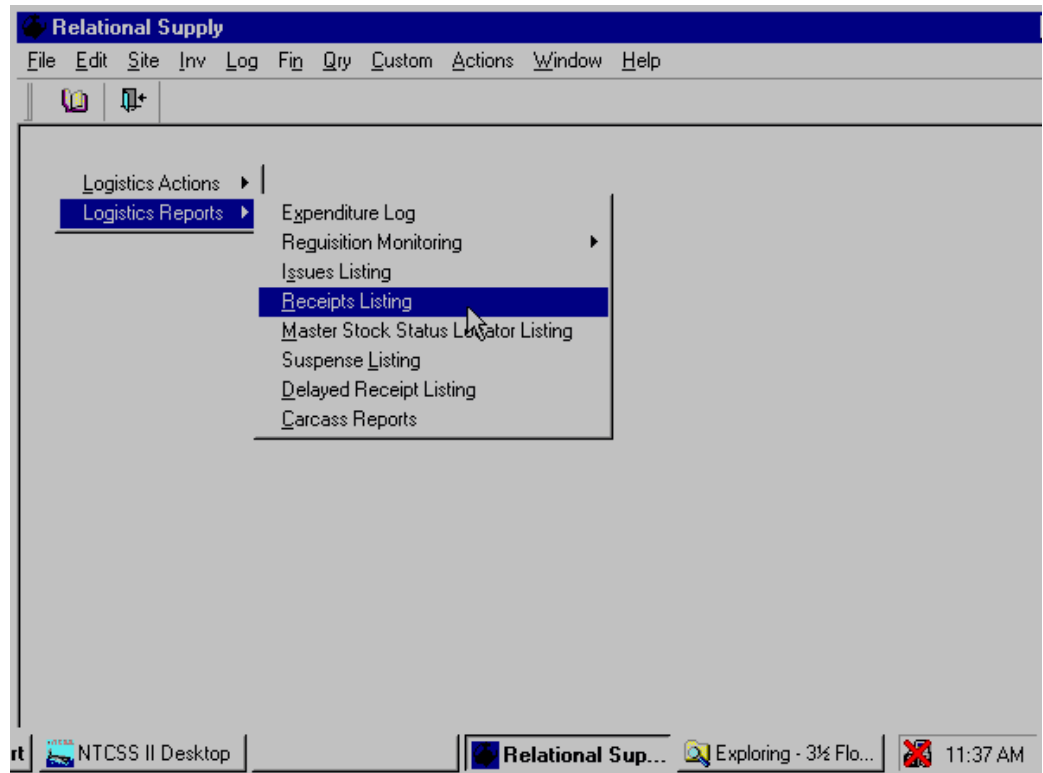 Relational Supply
File Edit Site Inv Log Fin Qry Custom Actions Window Help
Logistics Actions
Logistics Reports
Expenditure Log
Reguisition Monitoring
Issues Listing
Receipts Listing
Master Stock Status Locator Listing
Suspense Listing
Delayed Receipt Listing
Carcass Reports
rt NTCSS II Desktop Relational Sup... Exploring - 3½ Flo... 11:37 AM